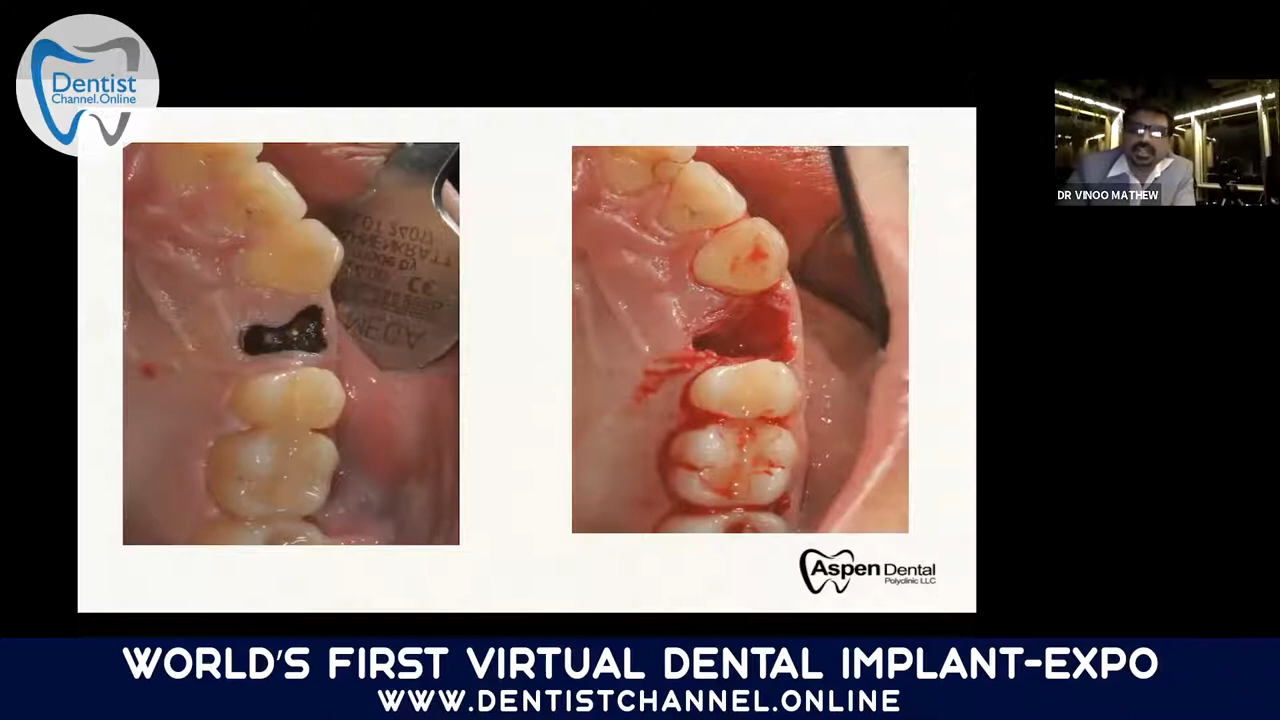 Dentist
Channel.Online
DR VINOO MATHEW
Aspen Dental
Polyclinic LLC
WORLD'S FIRST VIRTUAL DENTAL IMPLANT-EXPO
WWW.DENTISTCHANNEL.ONLINE